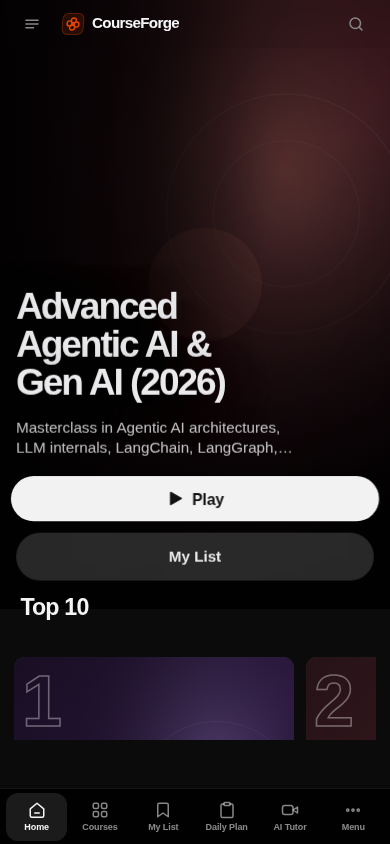 CourseForge
Advanced
Agentic AI &
Gen AI (2026)
Masterclass in Agentic AI architectures,
LLM internals, LangChain, LangGraph,…
Play
My List
Top 10
1
2
Home
Courses
My List
Daily Plan
AI Tutor
Menu